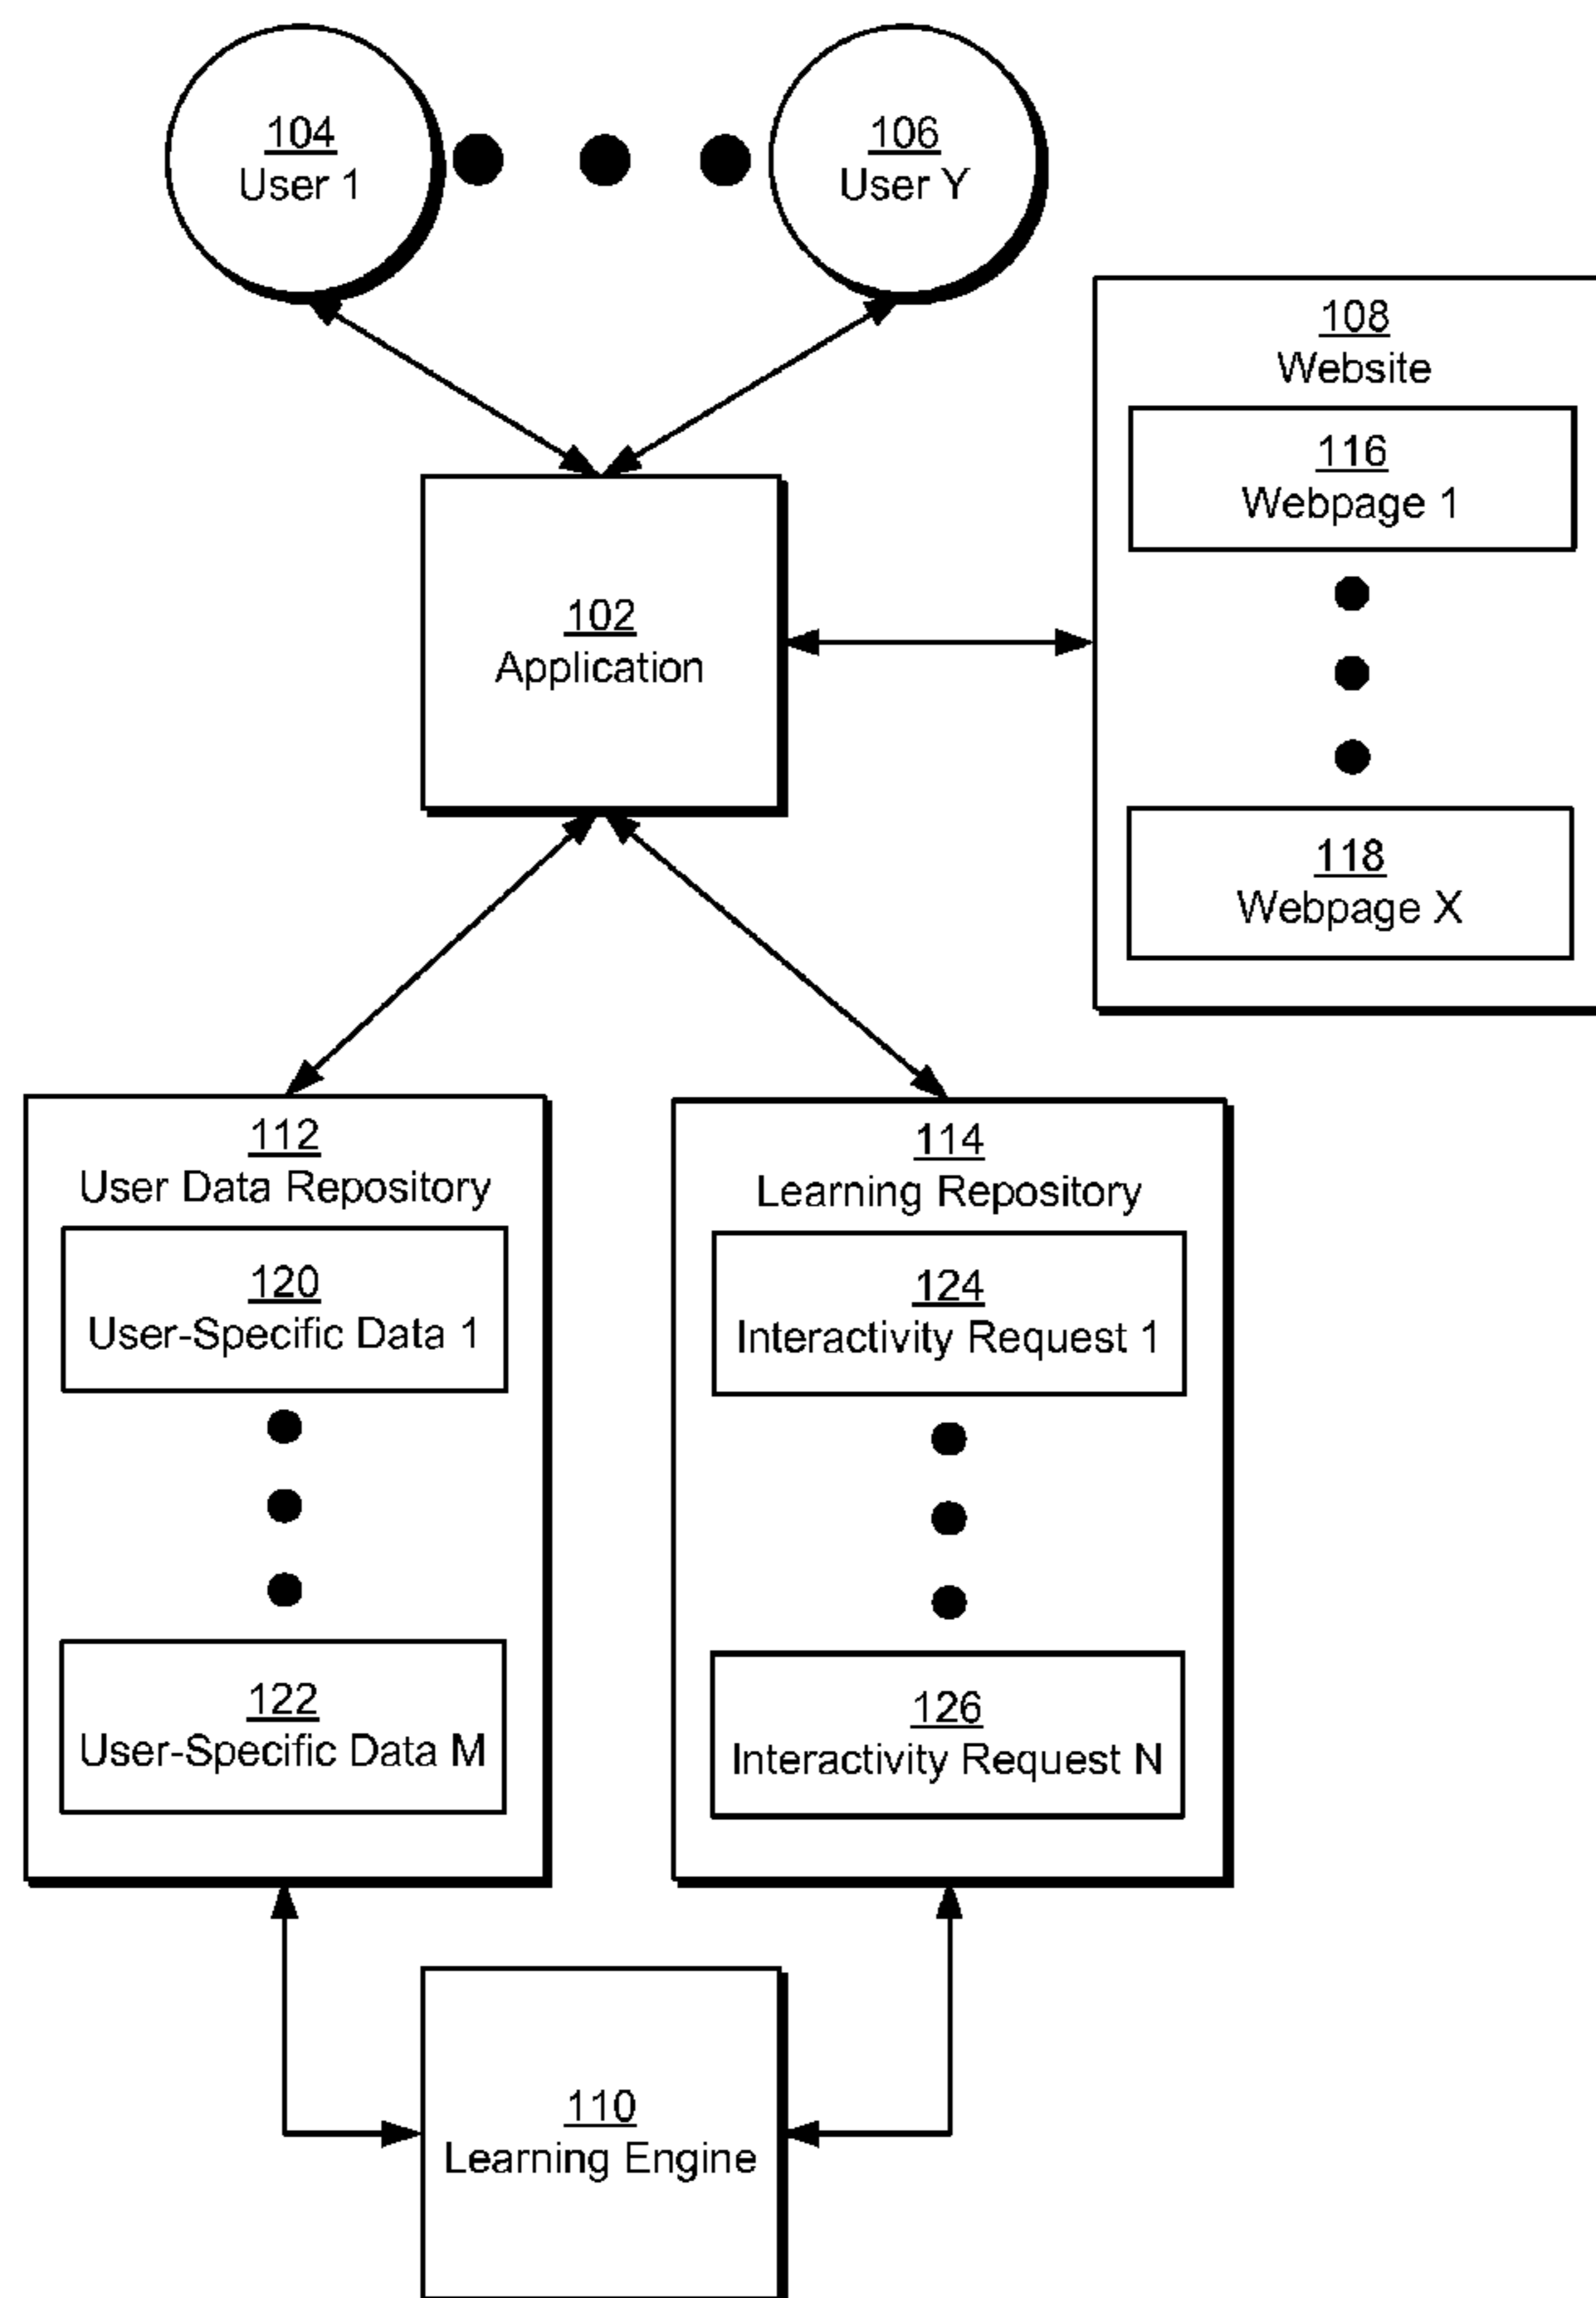 104
User 1
106
User Y
108
Website
116
Webpage 1
102
Application
118
Webpage X
112
User Data Repository
120
User-Specific Data 1
122
User-Specific Data M
114
Learning Repository
124
Interactivity Request 1
126
Interactivity Request N
110
Learning Engine